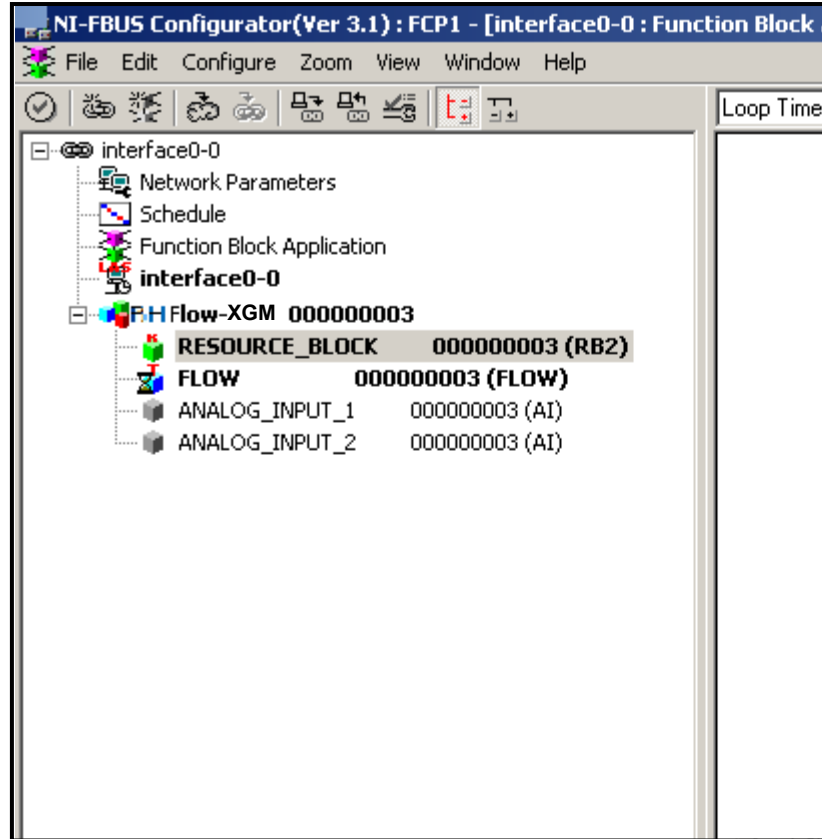 NI-FBUS Configurator(Ver 3.1) : FCP1 - [interface0-0 : Function Block
File Edit Configure Zoom View Window Help
Loop Time
interface0-0
Network Parameters
Schedule
Function Block Application
LAS
interface0-0
Flow-XGM 000000003
R
RESOURCE_BLOCK 000000003 (RB2)
T
FLOW 000000003 (FLOW)
ANALOG_INPUT_1 000000003 (AI)
ANALOG_INPUT_2 000000003 (AI)